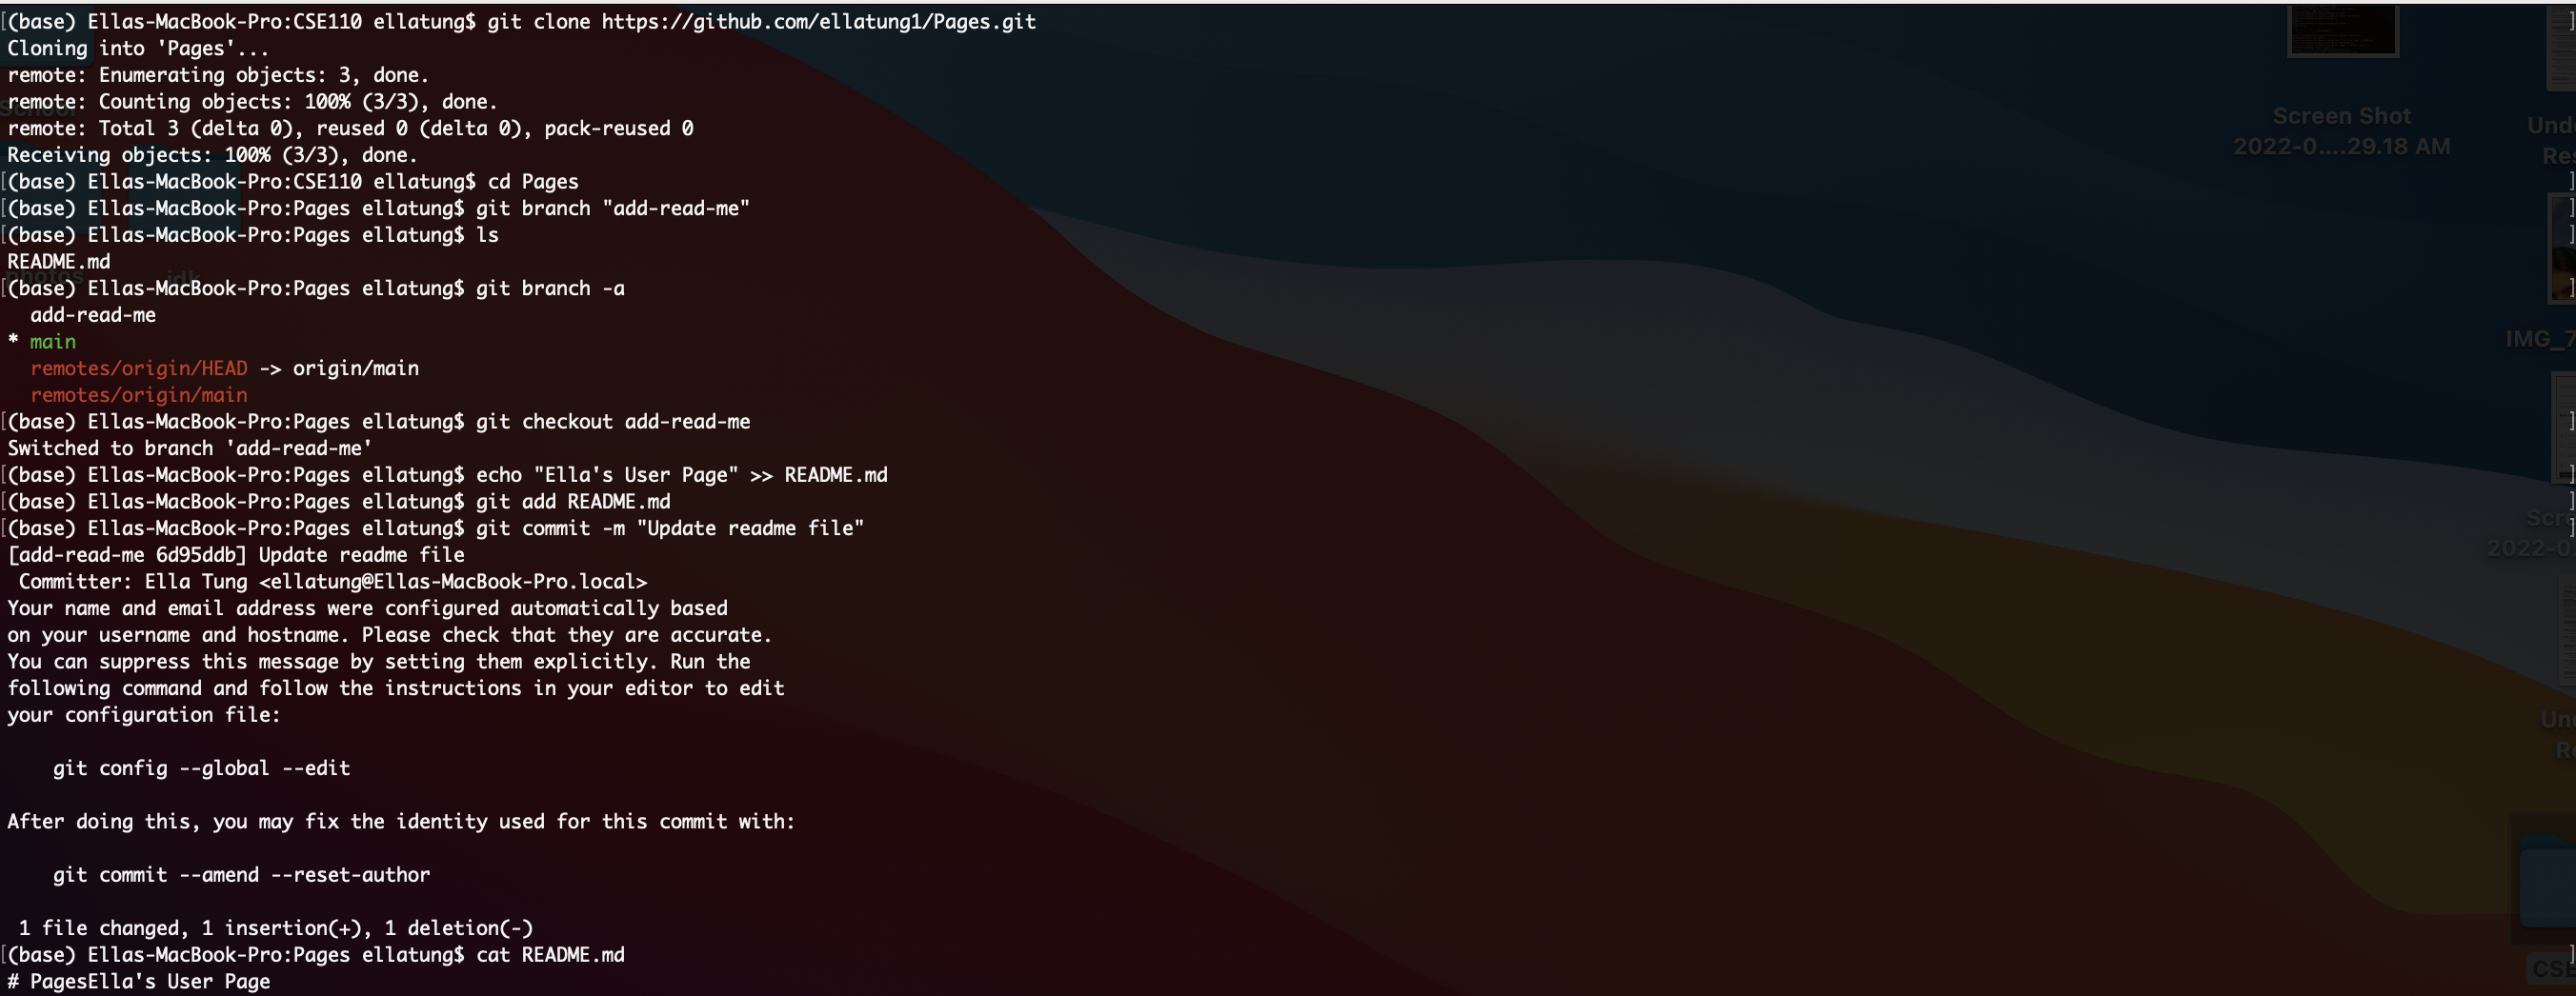 (base) Ellas-MacBook-Pro:CSE110 ellatung$ git clone https://github.com/ellatung1/Pages.git
Cloning into 'Pages'...
remote: Enumerating objects: 3, done.
remote: Counting objects: 100% (3/3), done.
remote: Total 3 (delta 0), reused 0 (delta 0), pack-reused 0
Receiving objects: 100% (3/3), done.
(base) Ellas-MacBook-Pro:CSE110 ellatung$ cd Pages
(base) Ellas-MacBook-Pro:Pages ellatung$ git branch "add-read-me"
(base) Ellas-MacBook-Pro:Pages ellatung$ ls
README.md
(base) Ellas-MacBook-Pro:Pages ellatung$ git branch -a
  add-read-me
* main
  remotes/origin/HEAD -> origin/main
  remotes/origin/main
(base) Ellas-MacBook-Pro:Pages ellatung$ git checkout add-read-me
Switched to branch 'add-read-me'
(base) Ellas-MacBook-Pro:Pages ellatung$ echo "Ella's User Page" >> README.md
(base) Ellas-MacBook-Pro:Pages ellatung$ git add README.md
(base) Ellas-MacBook-Pro:Pages ellatung$ git commit -m "Update readme file"
[add-read-me 6d95ddb] Update readme file
 Committer: Ella Tung <ellatung@Ellas-MacBook-Pro.local>
Your name and email address were configured automatically based
on your username and hostname. Please check that they are accurate.
You can suppress this message by setting them explicitly. Run the
following command and follow the instructions in your editor to edit
your configuration file:
    git config --global --edit
After doing this, you may fix the identity used for this commit with:
    git commit --amend --reset-author
 1 file changed, 1 insertion(+), 1 deletion(-)
(base) Ellas-MacBook-Pro:Pages ellatung$ cat README.md
# PagesElla's User Page
Screen Shot
2022-0....29.18 AM
photos
idk
IMG_7
2022-0
CSE